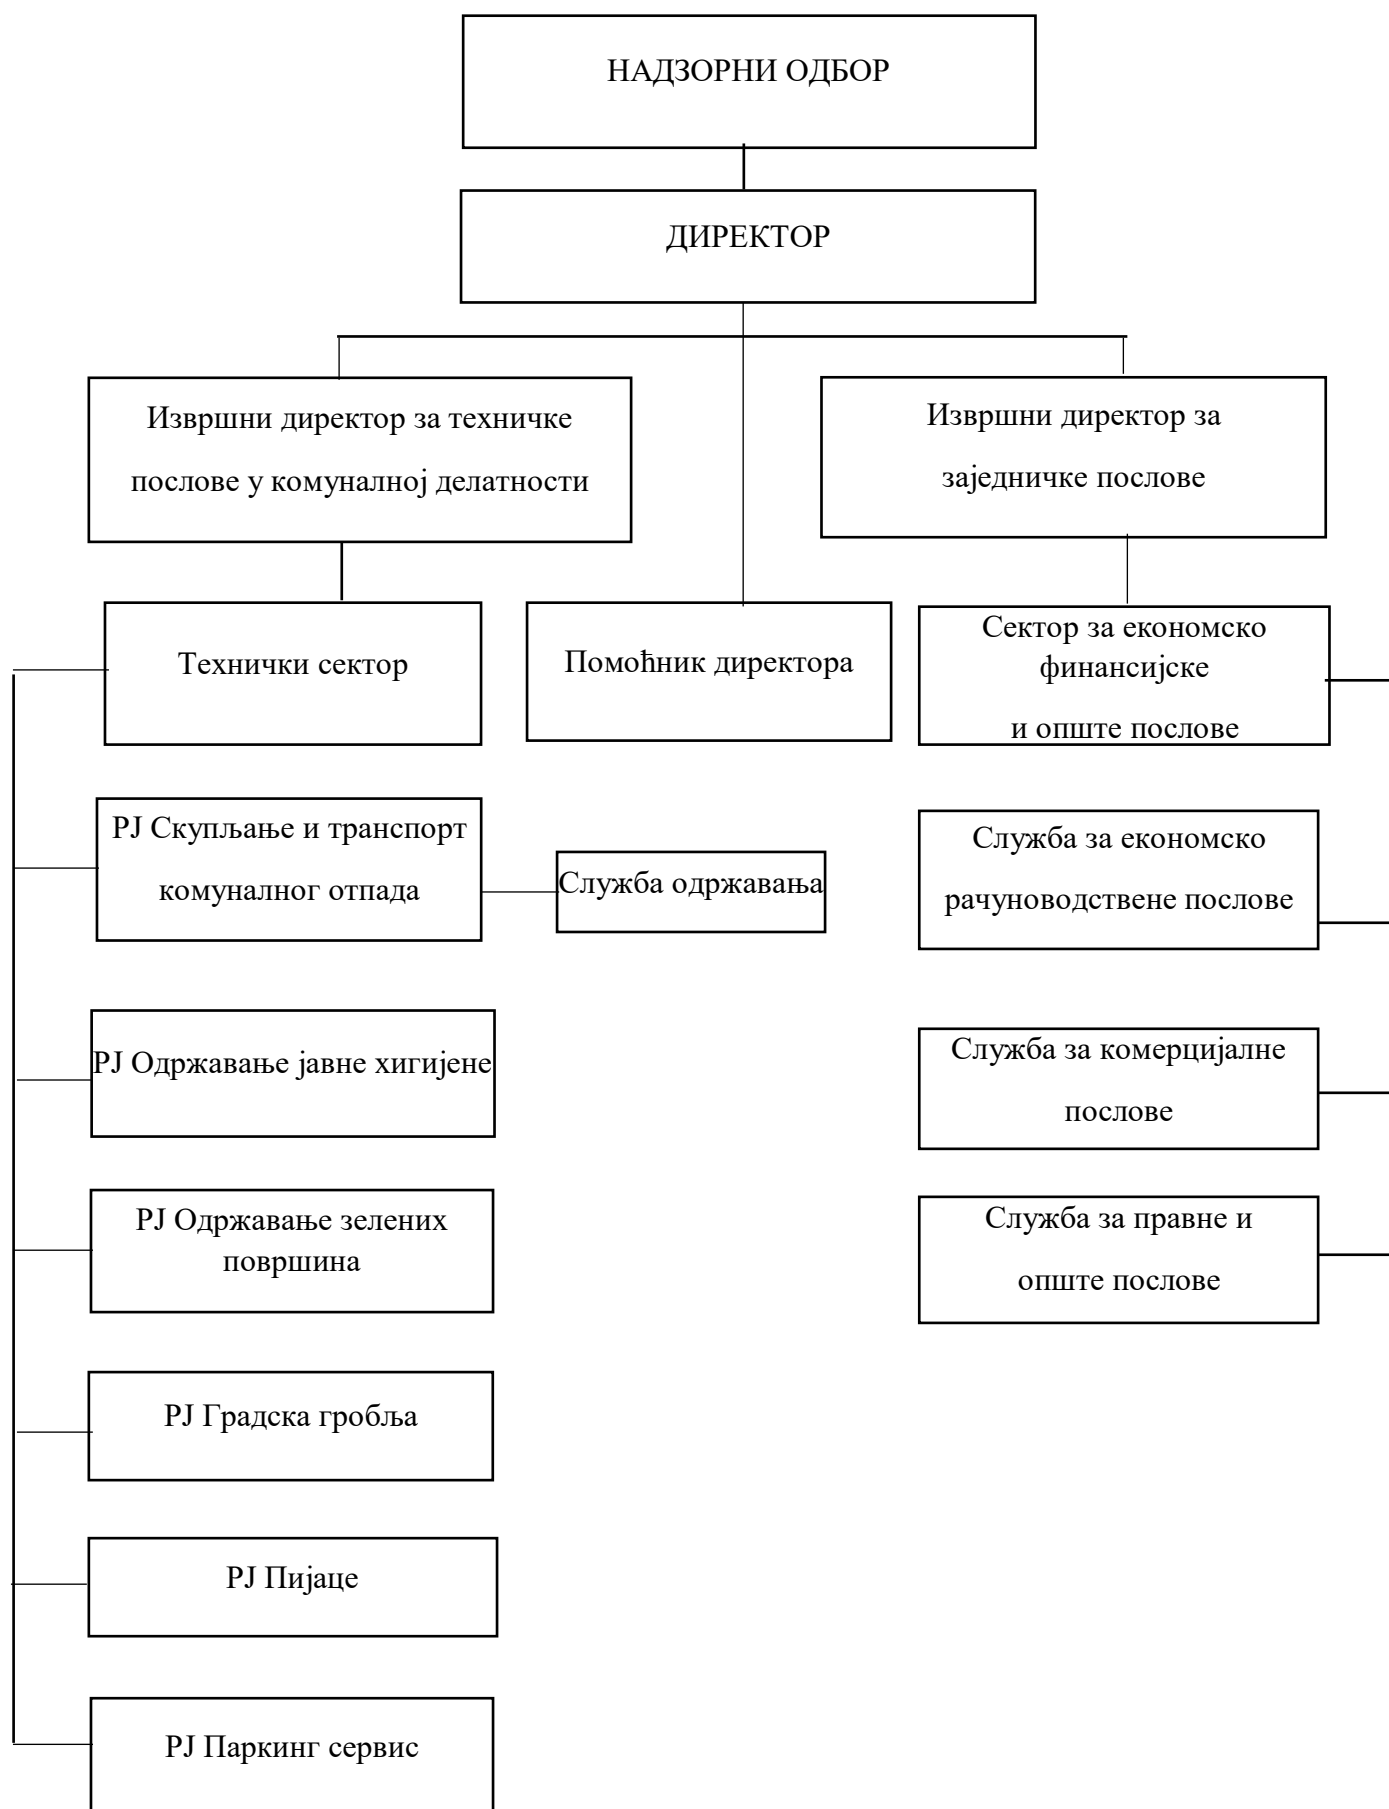 НАДЗОРНИ ОДБОР
ДИРЕКТОР
Извршни директор за техничке
послове у комуналној делатности
Извршни директор за
заједничке послове
Технички сектор
Помоћник директора
Сектор за економско
финансијске
и опште послове
РЈ Скупљање и транспорт
комуналног отпада
Служба одржавања
Служба за економско
рачуноводствене послове
РЈ Одржавање јавне хигијене
Служба за комерцијалне
послове
РЈ Одржавање зелених
површина
Служба за правне и
опште послове
РЈ Градска гробља
РЈ Пијаце
РЈ Паркинг сервис